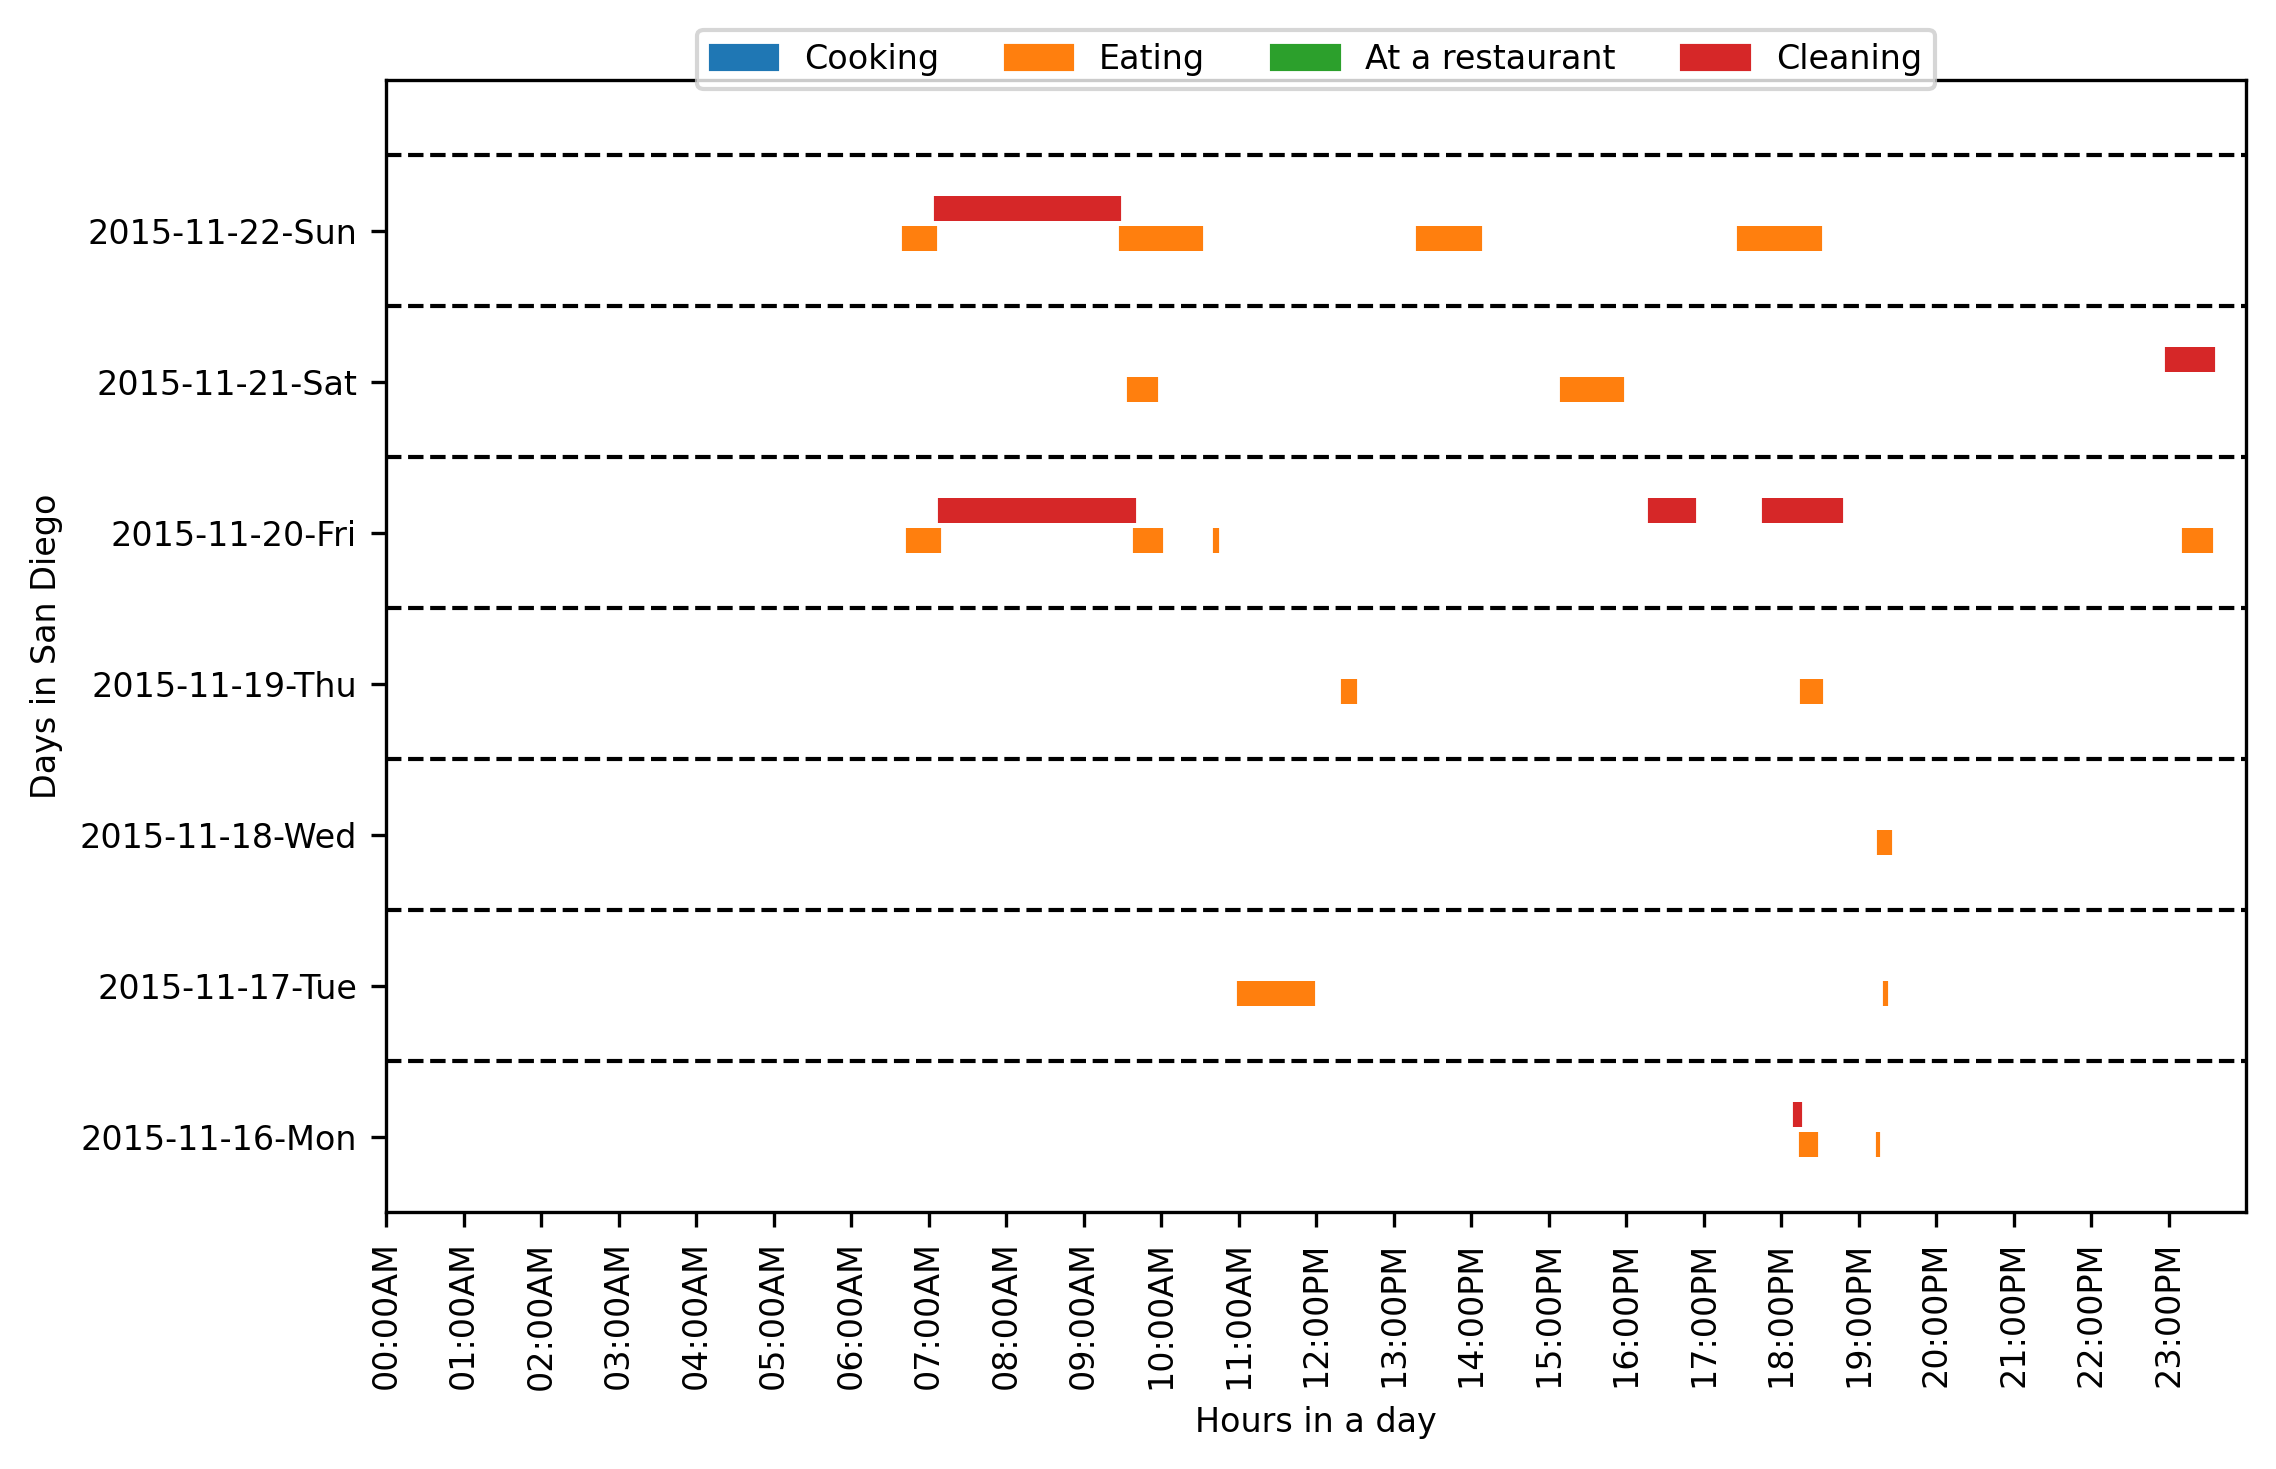 Cooking Eating At a restaurant Cleaning
Days in San Diego
2015-11-22-Sun
2015-11-21-Sat
2015-11-20-Fri
2015-11-19-Thu
2015-11-18-Wed
2015-11-17-Tue
2015-11-16-Mon
00:00AM
01:00AM
02:00AM
03:00AM
04:00AM
05:00AM
06:00AM
07:00AM
08:00AM
09:00AM
10:00AM
11:00AM
12:00PM
13:00PM
14:00PM
15:00PM
16:00PM
17:00PM
18:00PM
19:00PM
20:00PM
21:00PM
22:00PM
23:00PM
Hours in a day